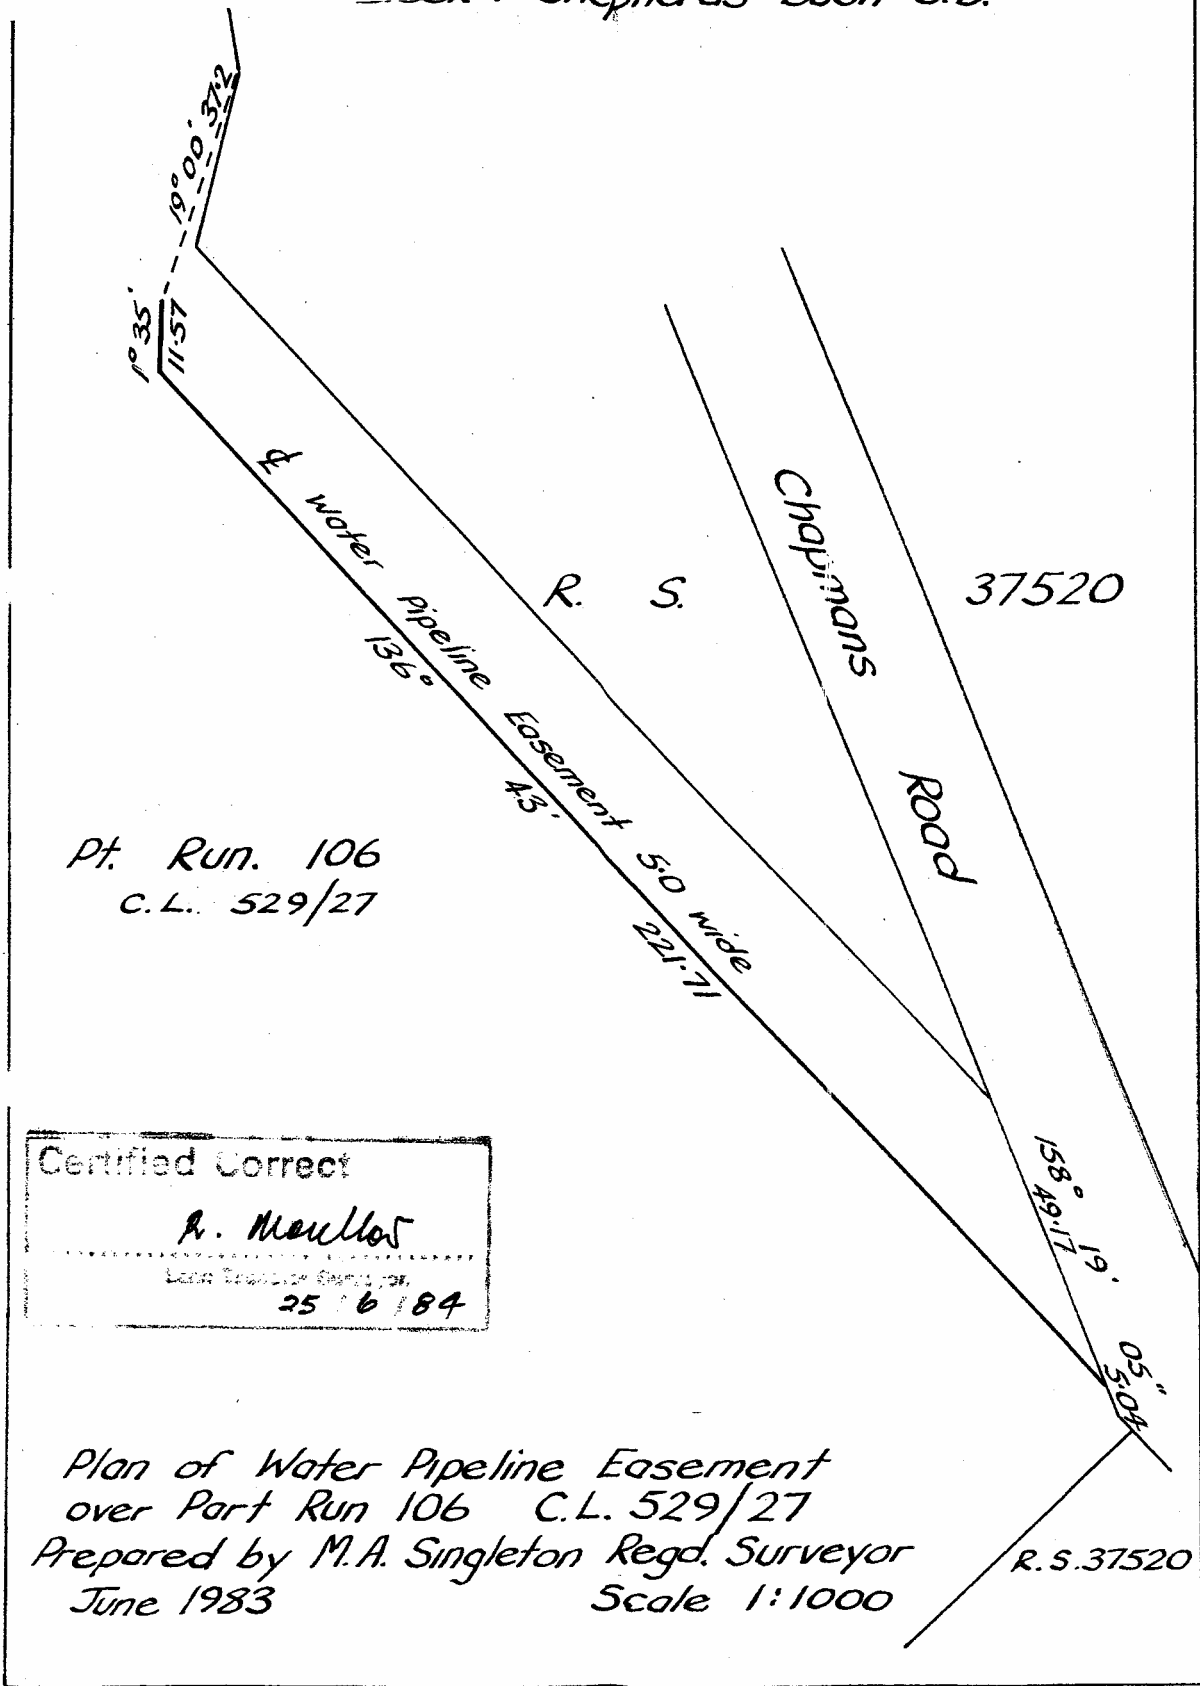 19° 00' 37.2
1° 35'
11.57
℄ Water Pipeline Easement 5.0 wide
136° 43' 221.71
R. S. 37520
Chapmans Road
Pt. Run. 106
C.L. 529/27
158° 19' 05"
49.17
5.04
Certified Correct
25 / 6 / 84
Plan of Water Pipeline Easement
over Part Run 106 C.L. 529/27
Prepared by M.A. Singleton Regd. Surveyor
June 1983 Scale 1:1000
R.S. 37520